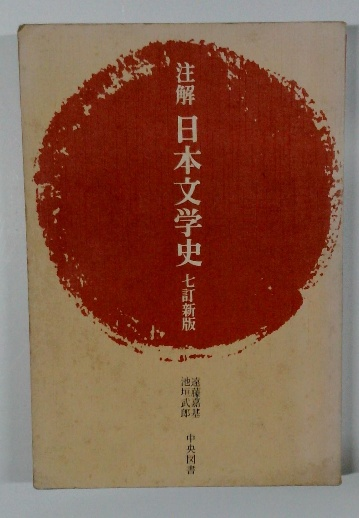 注解 日本文学史 七訂新版
遠藤嘉基
池垣武郎
中央図書